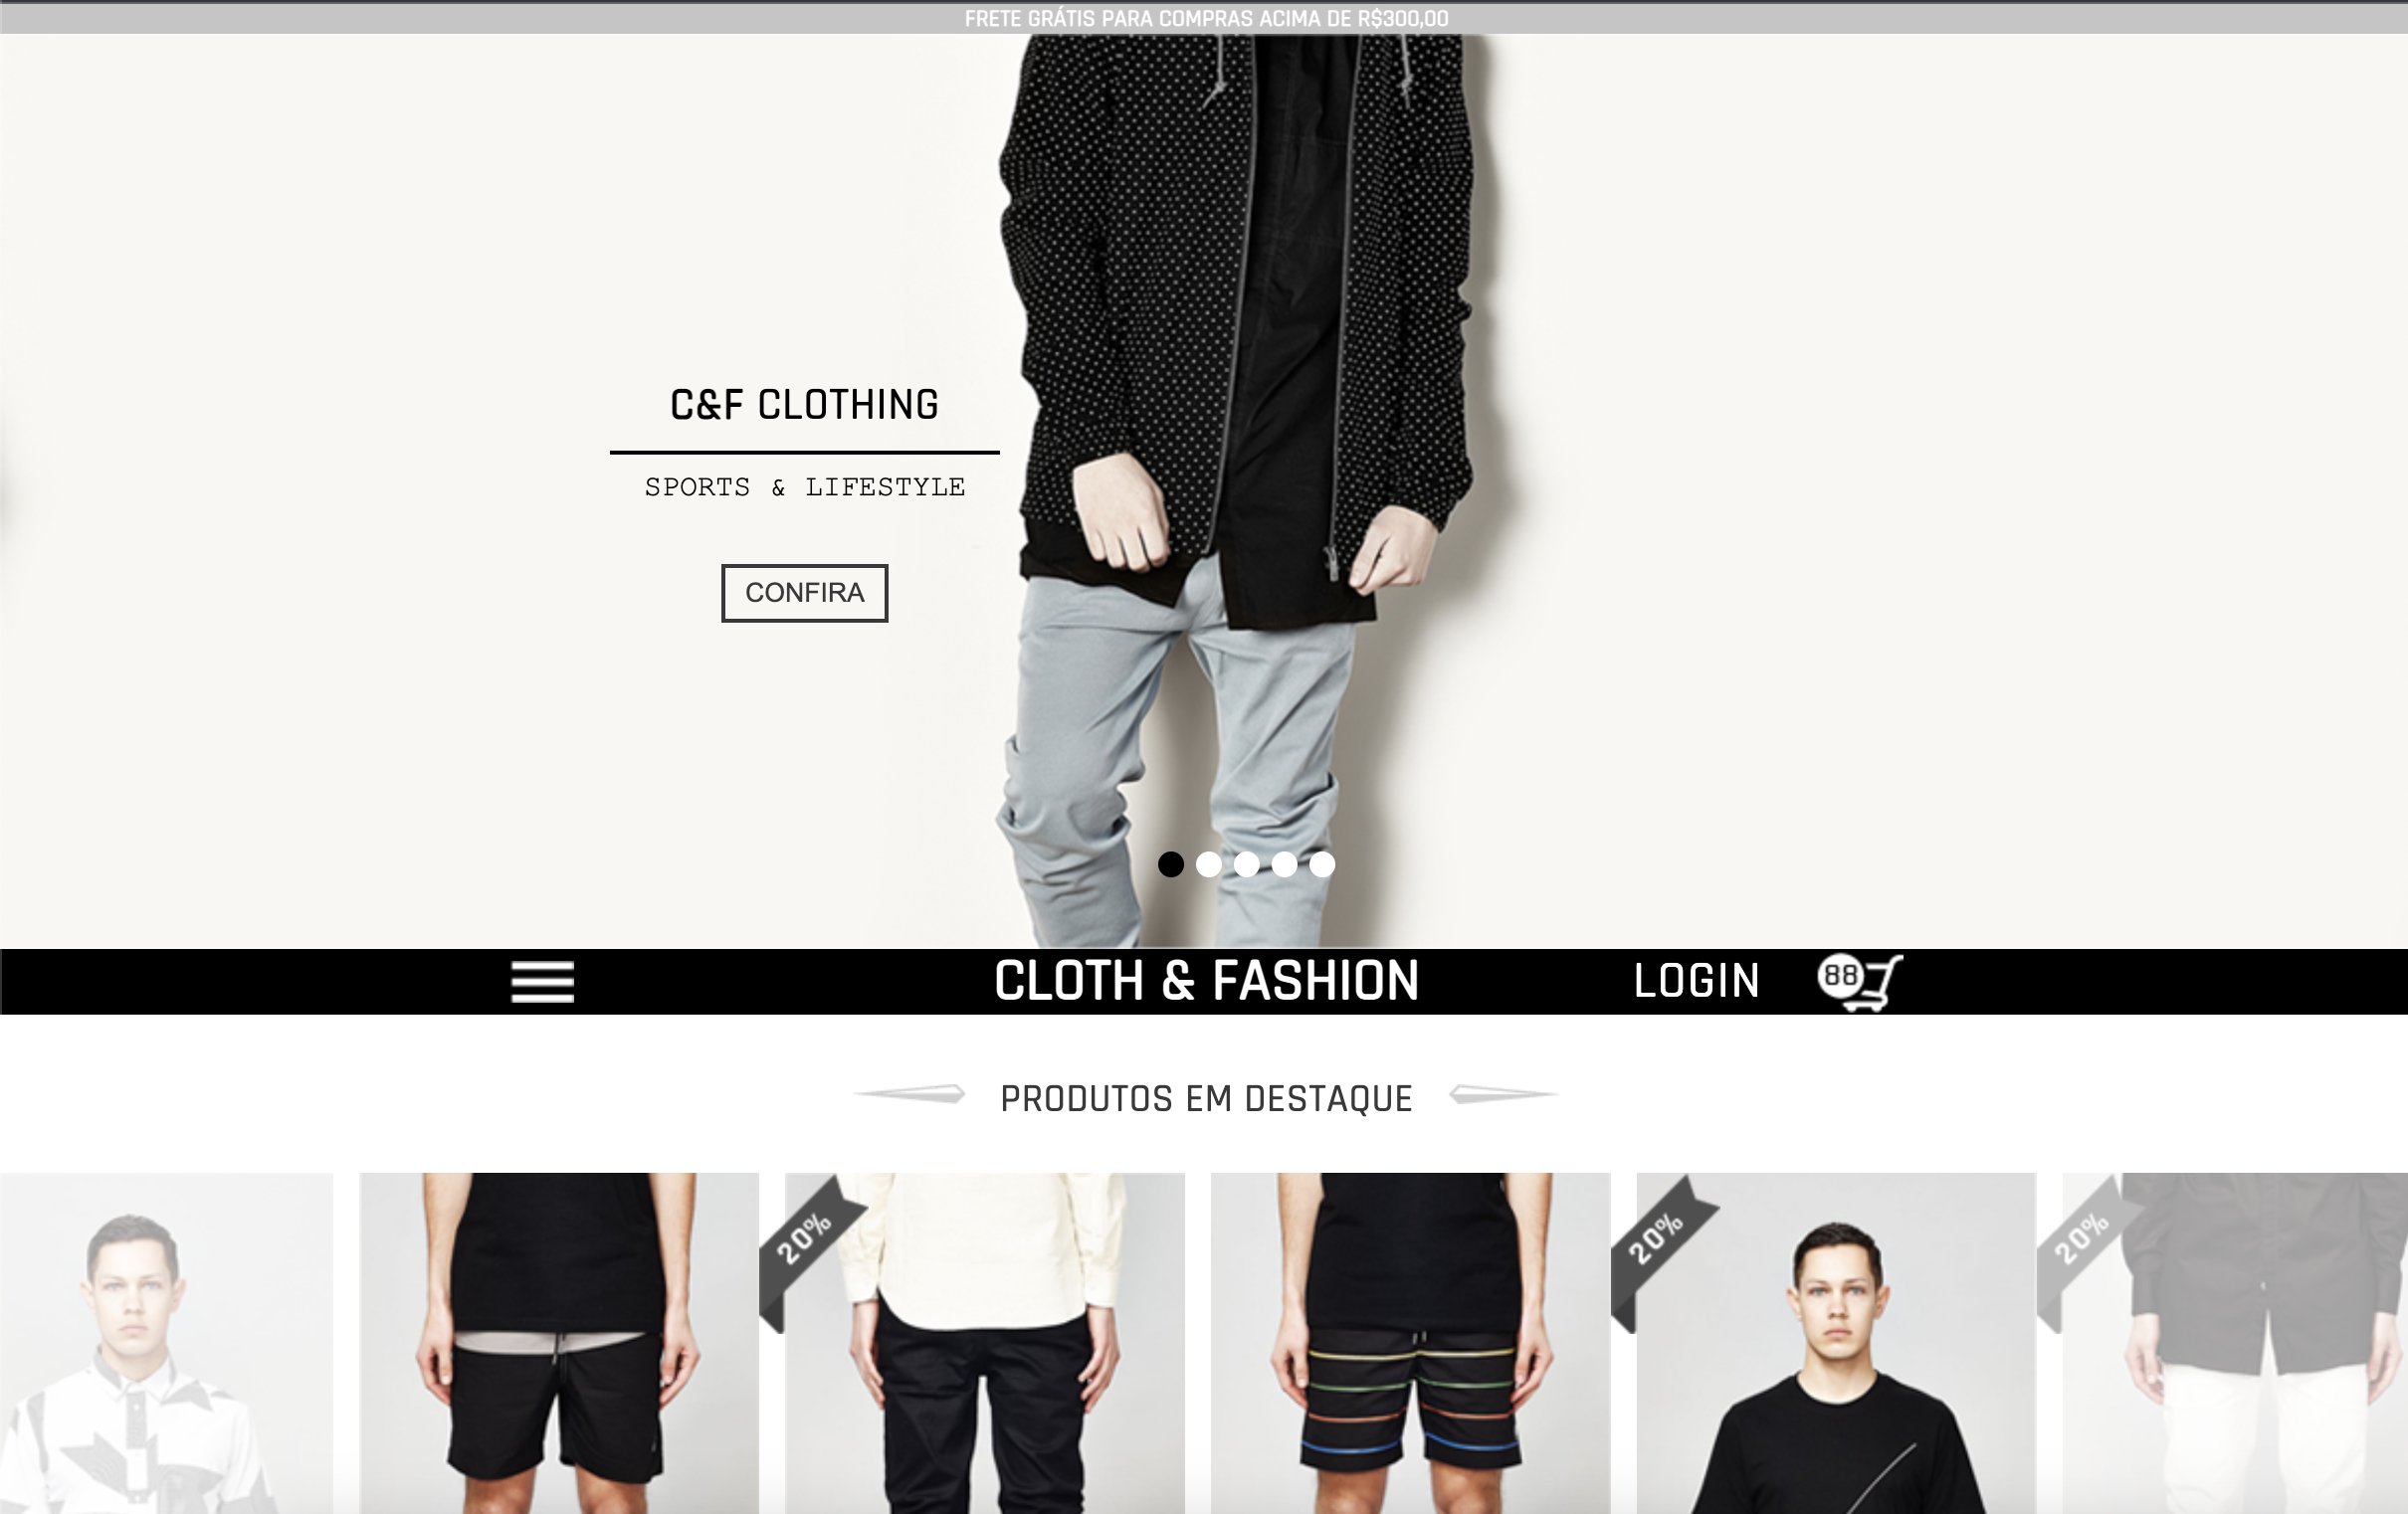 FRETE GRÁTIS PARA COMPRAS ACIMA DE R$300,00
C&F CLOTHING
SPORTS & LIFESTYLE
CONFIRA
CLOTH & FASHION
LOGIN
88
PRODUTOS EM DESTAQUE
20%
20%
20%